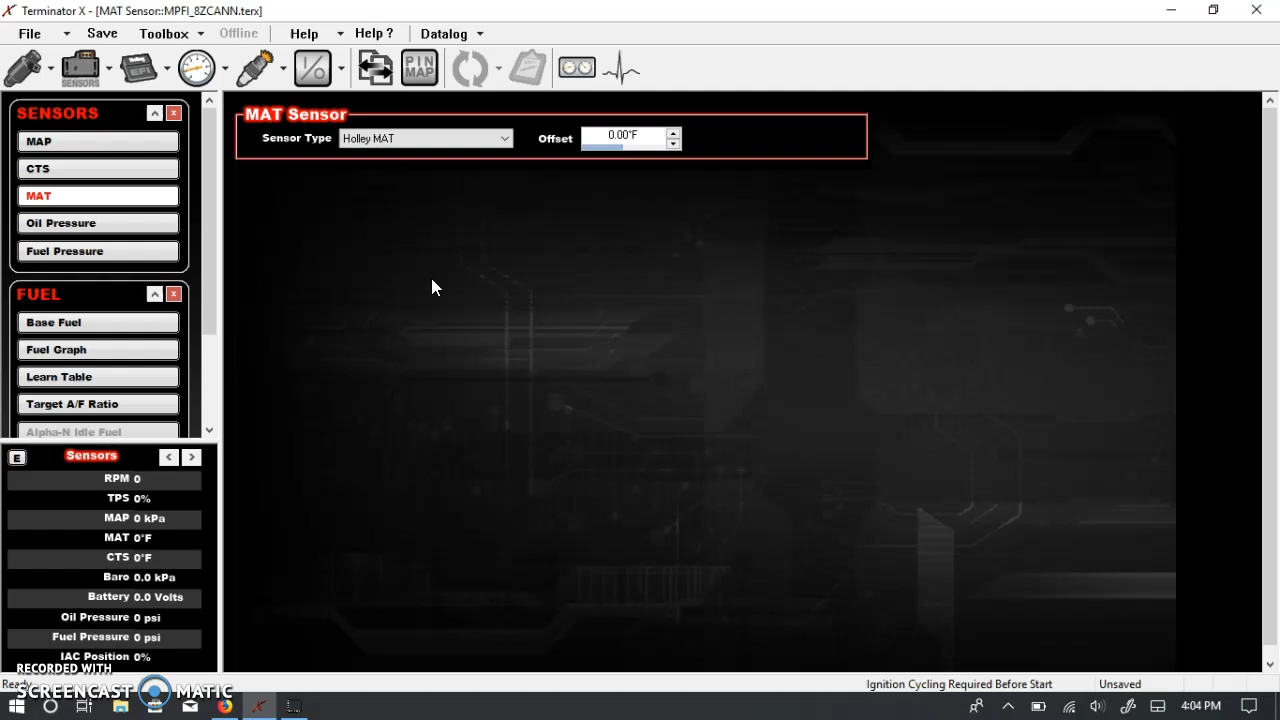 Terminator X - [MAT Sensor::MPFI_8ZCANN.terx]
File Save Toolbox Offline Help Help ? Datalog
SENSORS
EFI
I/O
PIN
MAP
SENSORS
MAP
CTS
MAT
Oil Pressure
Fuel Pressure
FUEL
Base Fuel
Fuel Graph
Learn Table
Target A/F Ratio
Alpha-N Idle Fuel
MAT Sensor
Sensor Type Holley MAT Offset 0.00°F
E Sensors < >
RPM 0
TPS 0%
MAP 0 kPa
MAT 0°F
CTS 0°F
Baro 0.0 kPa
Battery 0.0 Volts
Oil Pressure 0 psi
Fuel Pressure 0 psi
IAC Position 0%
RECORDED WITH
SCREENCAST MATIC
Ready Ignition Cycling Required Before Start Unsaved
4:04 PM